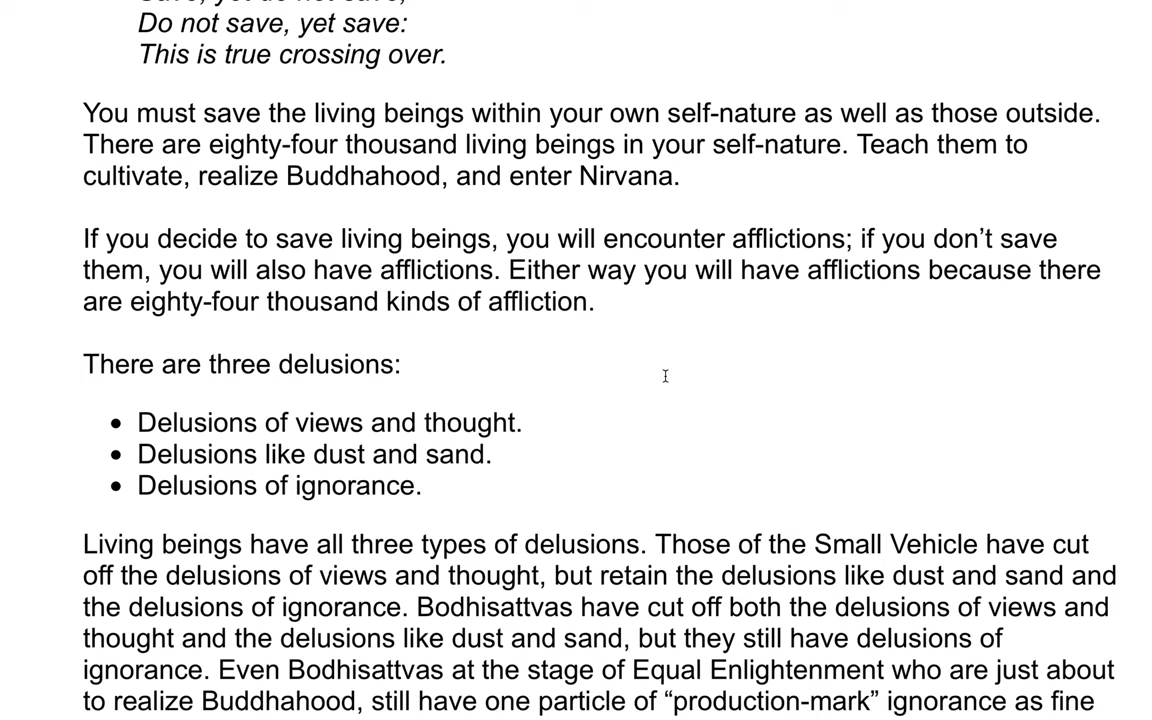 Save, yet do not save,
Do not save, yet save:
This is true crossing over.
You must save the living beings within your own self-nature as well as those outside.
There are eighty-four thousand living beings in your self-nature. Teach them to
cultivate, realize Buddhahood, and enter Nirvana.
If you decide to save living beings, you will encounter afflictions; if you don’t save
them, you will also have afflictions. Either way you will have afflictions because there
are eighty-four thousand kinds of affliction.
There are three delusions:
• Delusions of views and thought.
• Delusions like dust and sand.
• Delusions of ignorance.
Living beings have all three types of delusions. Those of the Small Vehicle have cut
off the delusions of views and thought, but retain the delusions like dust and sand and
the delusions of ignorance. Bodhisattvas have cut off both the delusions of views and
thought and the delusions like dust and sand, but they still have delusions of
ignorance. Even Bodhisattvas at the stage of Equal Enlightenment who are just about
to realize Buddhahood, still have one particle of “production-mark” ignorance as fine